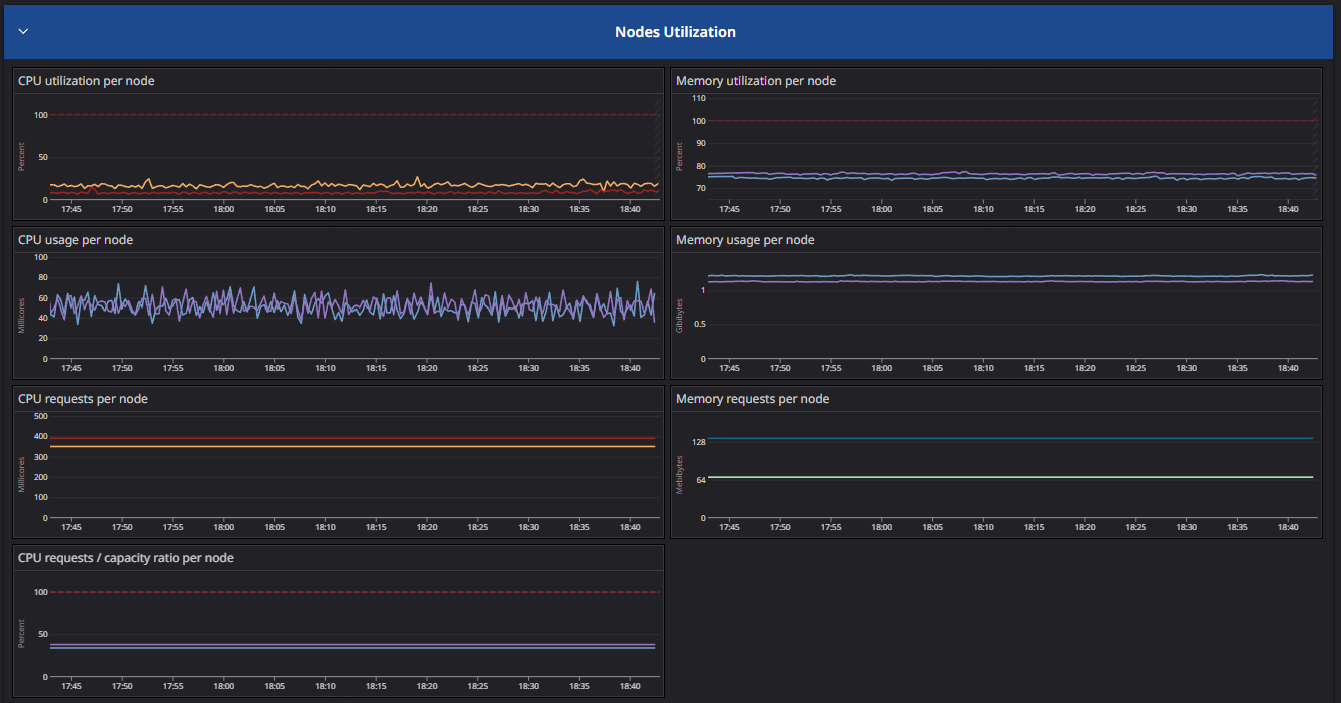 Nodes Utilization
CPU utilization per node
Percent
100
50
0
17:45 17:50 17:55 18:00 18:05 18:10 18:15 18:20 18:25 18:30 18:35 18:40
Memory utilization per node
Percent
110
100
90
80
70
17:45 17:50 17:55 18:00 18:05 18:10 18:15 18:20 18:25 18:30 18:35 18:40
CPU usage per node
Millicores
100
80
60
40
20
0
17:45 17:50 17:55 18:00 18:05 18:10 18:15 18:20 18:25 18:30 18:35 18:40
Memory usage per node
Gibibytes
1
0.5
0
17:45 17:50 17:55 18:00 18:05 18:10 18:15 18:20 18:25 18:30 18:35 18:40
CPU requests per node
Millicores
500
400
300
200
100
0
17:45 17:50 17:55 18:00 18:05 18:10 18:15 18:20 18:25 18:30 18:35 18:40
Memory requests per node
Mebibytes
128
64
0
17:45 17:50 17:55 18:00 18:05 18:10 18:15 18:20 18:25 18:30 18:35 18:40
CPU requests / capacity ratio per node
Percent
100
50
0
17:45 17:50 17:55 18:00 18:05 18:10 18:15 18:20 18:25 18:30 18:35 18:40